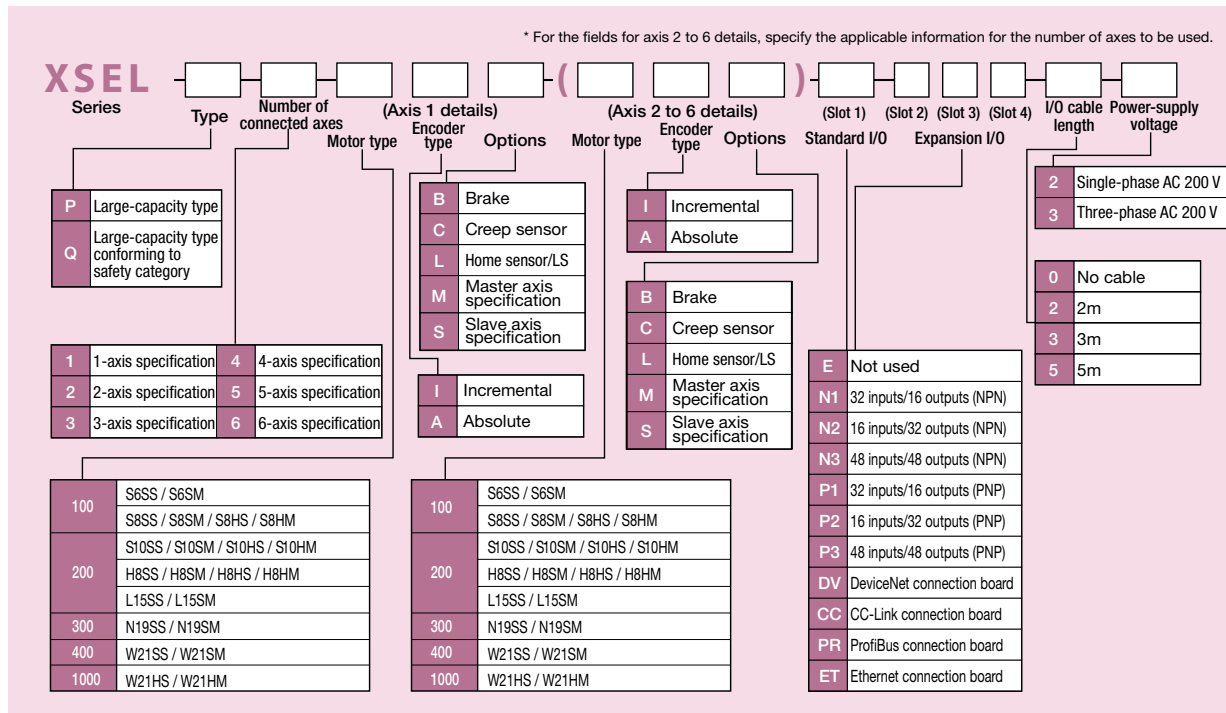 * For the fields for axis 2 to 6 details, specify the applicable information for the number of axes to be used.
XSEL - ( ) -
Series
Type
Number of
connected axes
(Axis 1 details)
Motor type
Encoder
type
Options
(Axis 2 to 6 details)
Motor type
Encoder
type
Options
(Slot 1) (Slot 2) (Slot 3) (Slot 4)
Standard I/O
Expansion I/O
I/O cable
length
Power-supply
voltage
P Large-capacity type
Q Large-capacity type
conforming to
safety category
1 1-axis specification 4 4-axis specification
2 2-axis specification 5 5-axis specification
3 3-axis specification 6 6-axis specification
B Brake
C Creep sensor
L Home sensor/LS
M Master axis
specification
S Slave axis
specification
I Incremental
A Absolute
I Incremental
A Absolute
B Brake
C Creep sensor
L Home sensor/LS
M Master axis
specification
S Slave axis
specification
2 Single-phase AC 200 V
3 Three-phase AC 200 V
0 No cable
2 2m
3 3m
5 5m
E Not used
N1 32 inputs/16 outputs (NPN)
N2 16 inputs/32 outputs (NPN)
N3 48 inputs/48 outputs (NPN)
P1 32 inputs/16 outputs (PNP)
P2 16 inputs/32 outputs (PNP)
P3 48 inputs/48 outputs (PNP)
DV DeviceNet connection board
CC CC-Link connection board
PR ProfiBus connection board
ET Ethernet connection board
100 S6SS / S6SM
S8SS / S8SM / S8HS / S8HM
200 S10SS / S10SM / S10HS / S10HM
H8SS / H8SM / H8HS / H8HM
L15SS / L15SM
300 N19SS / N19SM
400 W21SS / W21SM
1000 W21HS / W21HM
100 S6SS / S6SM
S8SS / S8SM / S8HS / S8HM
200 S10SS / S10SM / S10HS / S10HM
H8SS / H8SM / H8HS / H8HM
L15SS / L15SM
300 N19SS / N19SM
400 W21SS / W21SM
1000 W21HS / W21HM